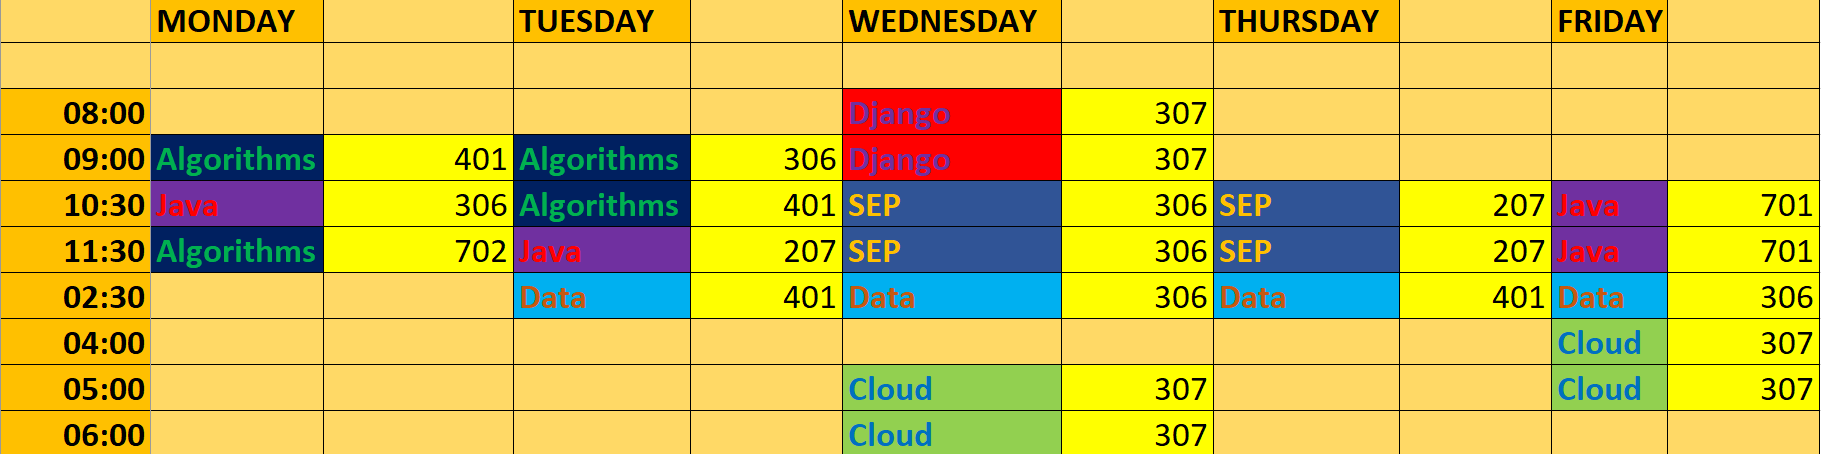 MONDAY TUESDAY WEDNESDAY THURSDAY FRIDAY
08:00 Django 307
09:00 Algorithms 401 Algorithms 306 Django 307
10:30 Java 306 Algorithms 401 SEP 306 SEP 207 Java 701
11:30 Algorithms 702 Java 207 SEP 306 SEP 207 Java 701
02:30 Data 401 Data 306 Data 401 Data 306
04:00 Cloud 307
05:00 Cloud 307 Cloud 307
06:00 Cloud 307